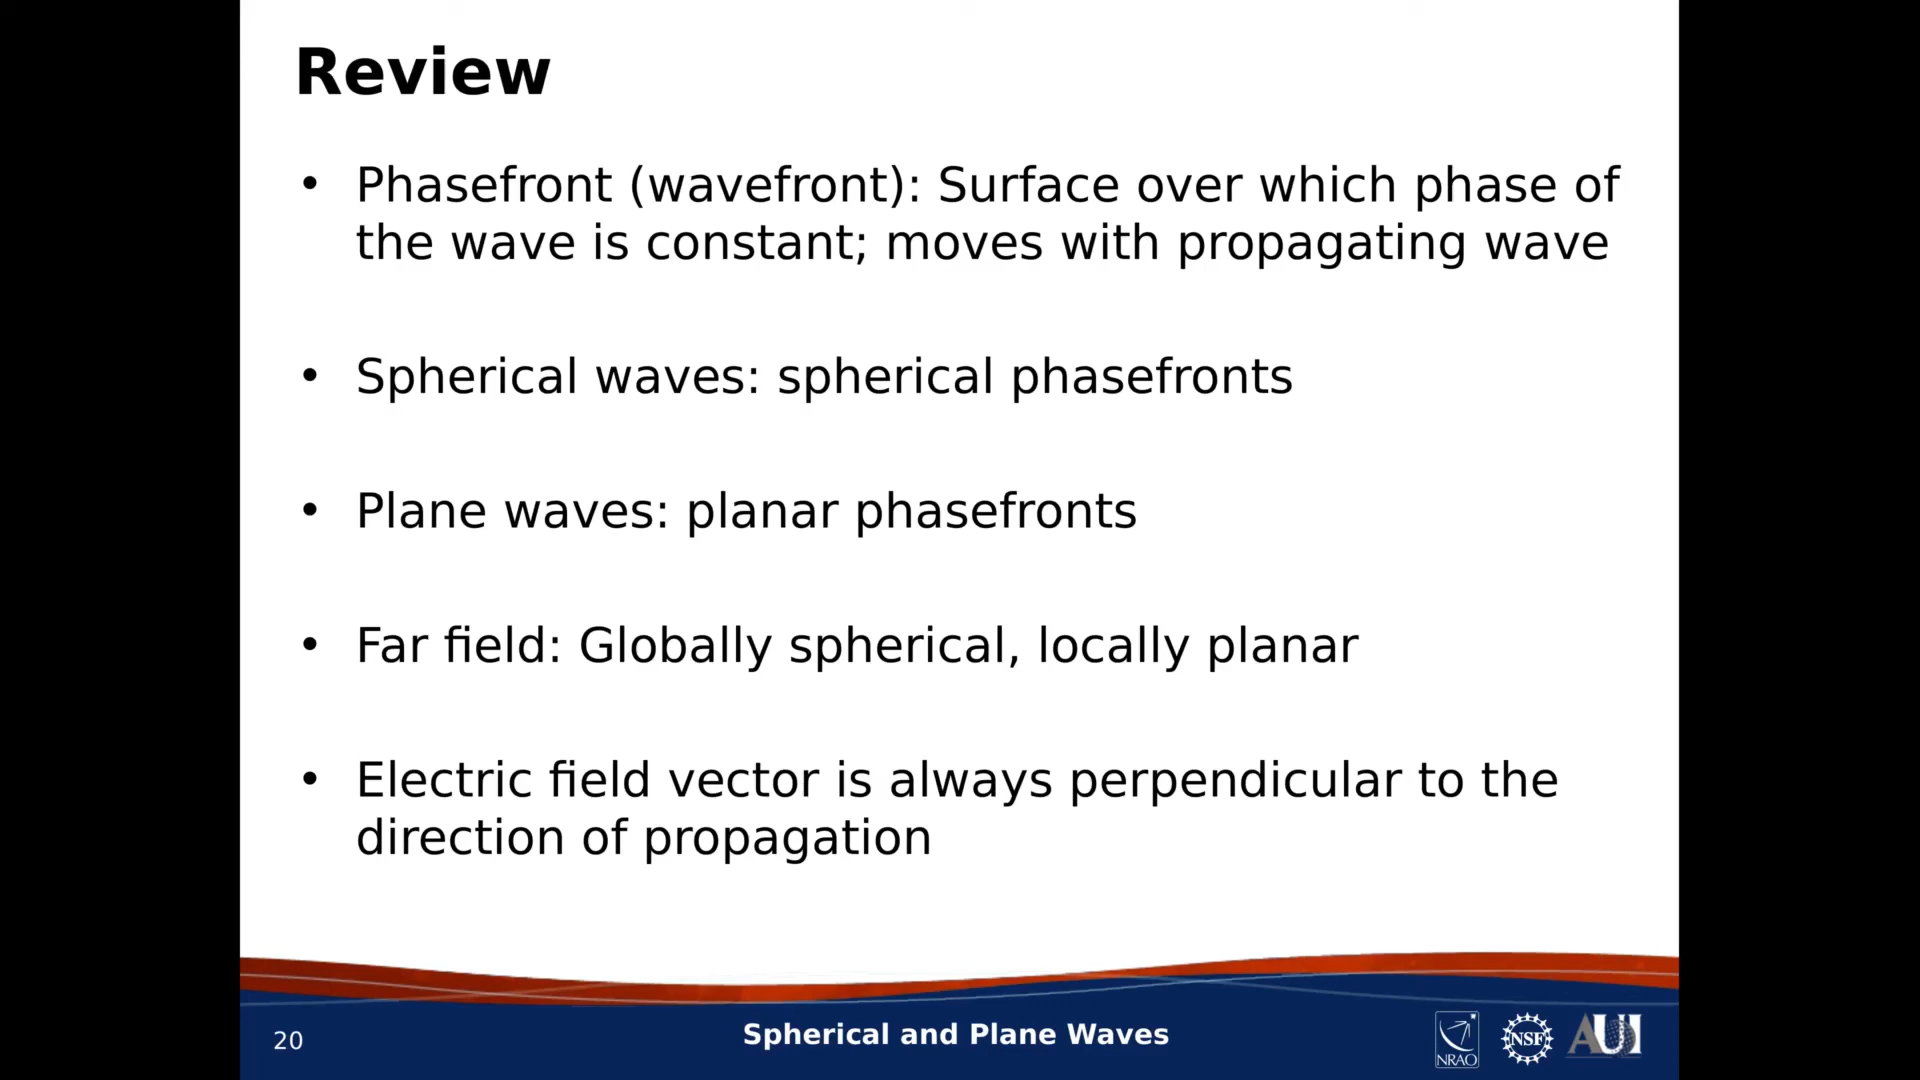 Review
• Phasefront (wavefront): Surface over which phase of
the wave is constant; moves with propagating wave
• Spherical waves: spherical phasefronts
• Plane waves: planar phasefronts
• Far field: Globally spherical, locally planar
• Electric field vector is always perpendicular to the
direction of propagation
20
Spherical and Plane Waves
NRAO
NSF
AUI